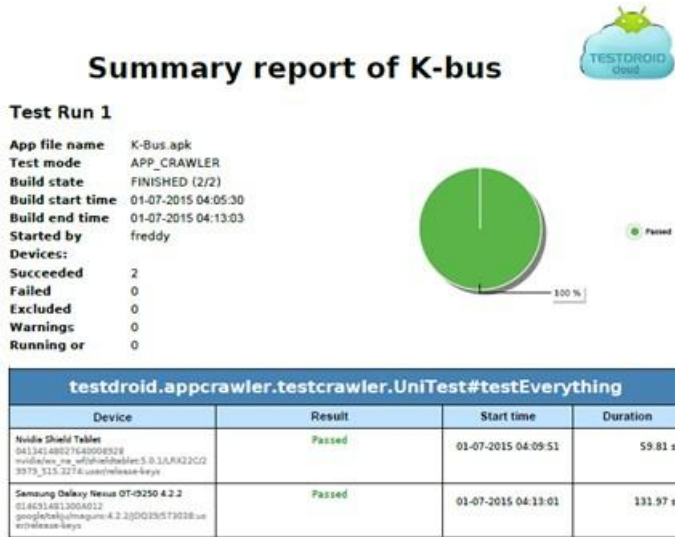 TESTDROID
cloud
Summary report of K-bus
Test Run 1
App file name K-Bus.apk
Test mode APP_CRAWLER
Build state FINISHED (2/2)
Build start time 01-07-2015 04:05:30
Build end time 01-07-2015 04:13:03
Started by freddy
Devices:
Succeeded 2
Failed 0
Excluded 0
Warnings 0
Running or 0
Passed
100 %
testdroid.appcrawler.testcrawler.UniTest#testEverything
Device Result Start time Duration
Nvidia Shield Tablet Passed 01-07-2015 04:09:51 59.81 s
Samsung Galaxy Nexus GT-I9250 4.2.2 Passed 01-07-2015 04:13:01 131.97 s